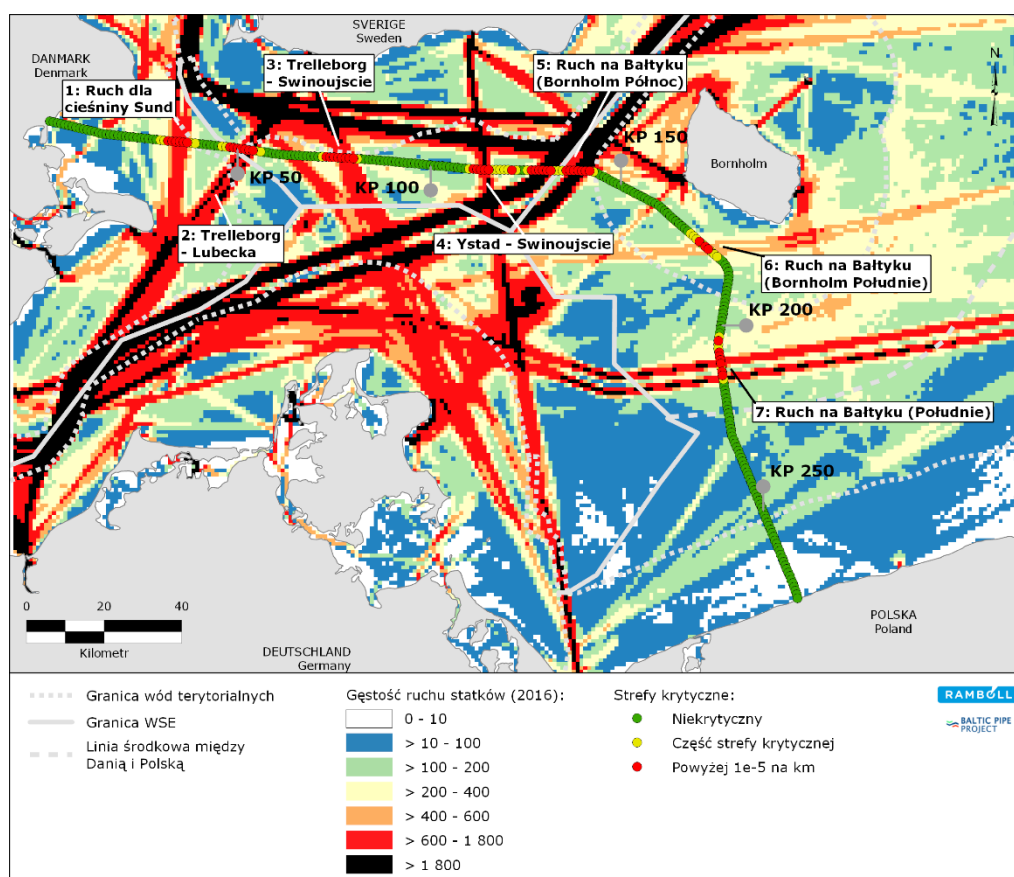 SVERIGE
Sweden
DANMARK
Denmark
3: Trelleborg
- Swinoujscie
5: Ruch na Bałtyku
(Bornholm Północ)
N
1: Ruch dla
cieśniny Sund
KP 150
Bornholm
KP 50
KP 100
2: Trelleborg
- Lubecka
4: Ystad - Swinoujscie
6: Ruch na Bałtyku
(Bornholm Południe)
KP 200
7: Ruch na Bałtyku (Południe)
KP 250
0 20 40
Kilometr
DEUTSCHLAND
Germany
POLSKA
Poland
Granica wód terytorialnych
Granica WSE
Linia środkowa między
Danią i Polską
Gęstość ruchu statków (2016):
0 - 10
> 10 - 100
> 100 - 200
> 200 - 400
> 400 - 600
> 600 - 1 800
> 1 800
Strefy krytyczne:
Niekrytyczny
Część strefy krytycznej
Powyżej 1e-5 na km
RAMBOLL
BALTIC PIPE
PROJECT